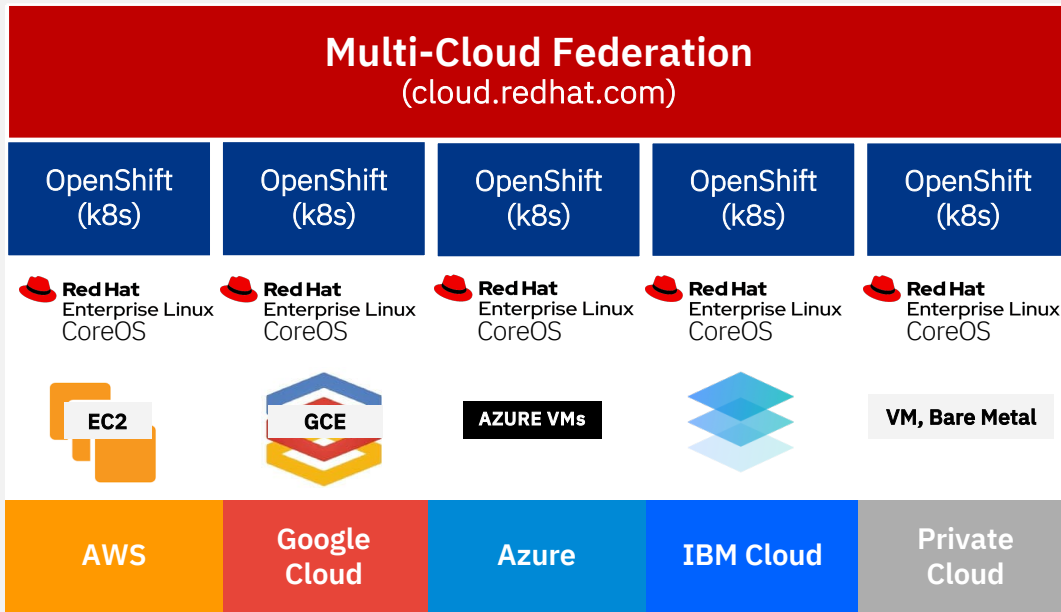 Multi-Cloud Federation
(cloud.redhat.com)
OpenShift
(k8s)
OpenShift
(k8s)
OpenShift
(k8s)
OpenShift
(k8s)
OpenShift
(k8s)
Red Hat
Enterprise Linux
CoreOS
Red Hat
Enterprise Linux
CoreOS
Red Hat
Enterprise Linux
CoreOS
Red Hat
Enterprise Linux
CoreOS
Red Hat
Enterprise Linux
CoreOS
EC2
GCE
AZURE VMs
VM, Bare Metal
AWS
Google
Cloud
Azure
IBM Cloud
Private
Cloud